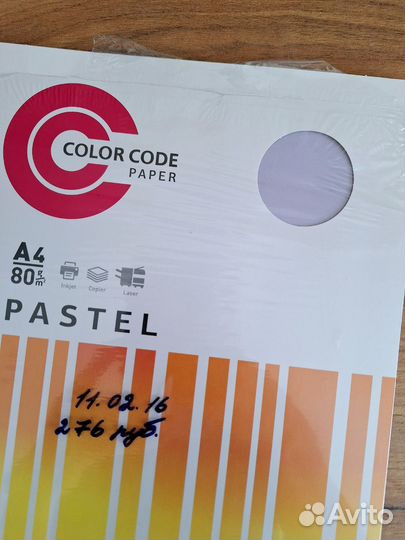 COLOR CODE
PAPER
A4
80 g/m²
Inkjet Copier Laser
PASTEL
11.02.16
276 руб.
Avito